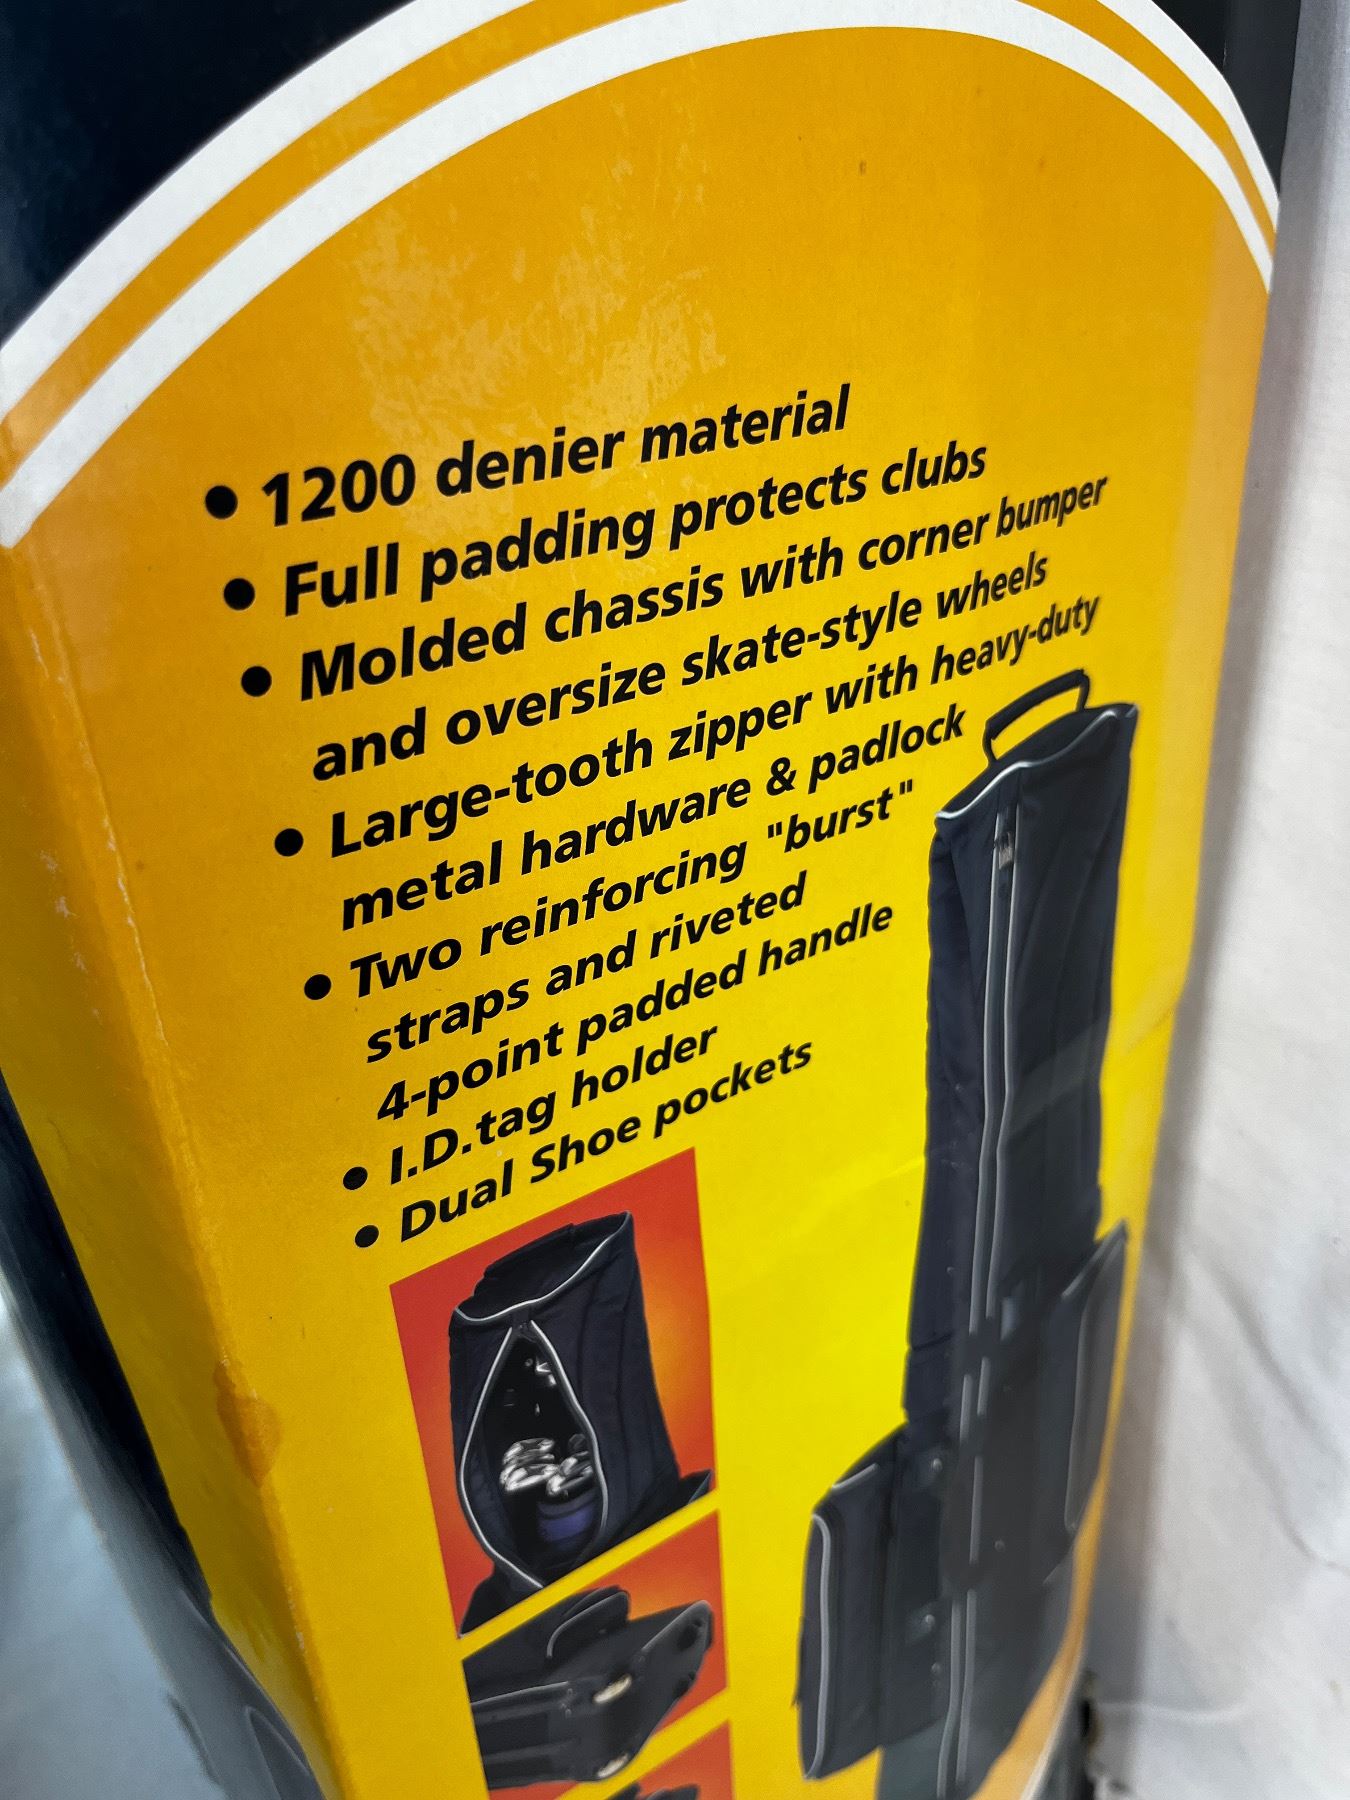 • 1200 denier material
• Full padding protects clubs
• Molded chassis with corner bumper
and oversize skate-style wheels
• Large-tooth zipper with heavy-duty
metal hardware & padlock
• Two reinforcing "burst"
straps and riveted
4-point padded handle
• I.D.tag holder
• Dual Shoe pockets